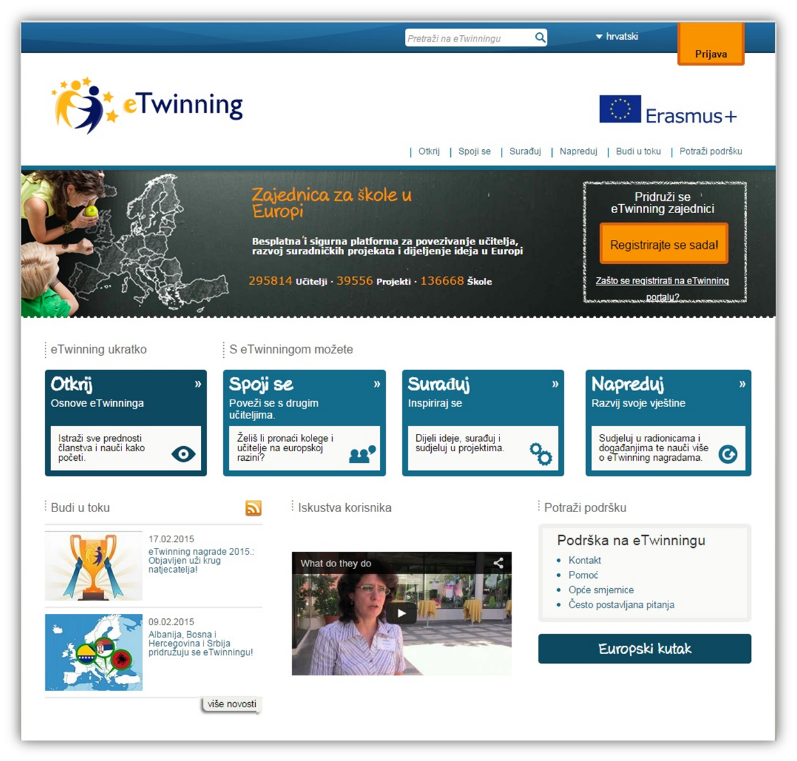 Pretraži na eTwinningu
hrvatski
Prijava
eTwinning
Erasmus+
Otkrij
Spoji se
Surađuj
Napreduj
Budi u toku
Potraži podršku
Zajednica za škole u
Europi
Besplatna i sigurna platforma za povezivanje učitelja,
razvoj suradničkih projekata i dijeljenje ideja u Europi
295814 Učitelji · 39556 Projekti · 136668 Škole
Pridruži se
eTwinning zajednici
Registrirajte se sada!
Zašto se registrirati na eTwinning
portalu?
eTwinning ukratko
S eTwinningom možete
Otkrij »
Osnove eTwinninga
Istraži sve prednosti
članstva i nauči kako
početi.
Spoji se »
Poveži se s drugim
učiteljima.
Želiš li pronaći kolege i
učitelje na europskoj
razini?
Surađuj »
Inspiriraj se
Dijeli ideje, surađuj i
sudjeluj u projektima.
Napreduj »
Razvij svoje vještine
Sudjeluj u radionicama i
događanjima te nauči više
o eTwinning nagradama.
Budi u toku
17.02.2015
eTwinning nagrade 2015.:
Objavljen uži krug
natjecatelja!
09.02.2015
Albanija, Bosna i
Hercegovina i Srbija
pridružuju se eTwinningu!
više novosti
Iskustva korisnika
What do they do
Potraži podršku
Podrška na eTwinningu
Kontakt
Pomoć
Opće smjernice
Često postavljana pitanja
Europski kutak